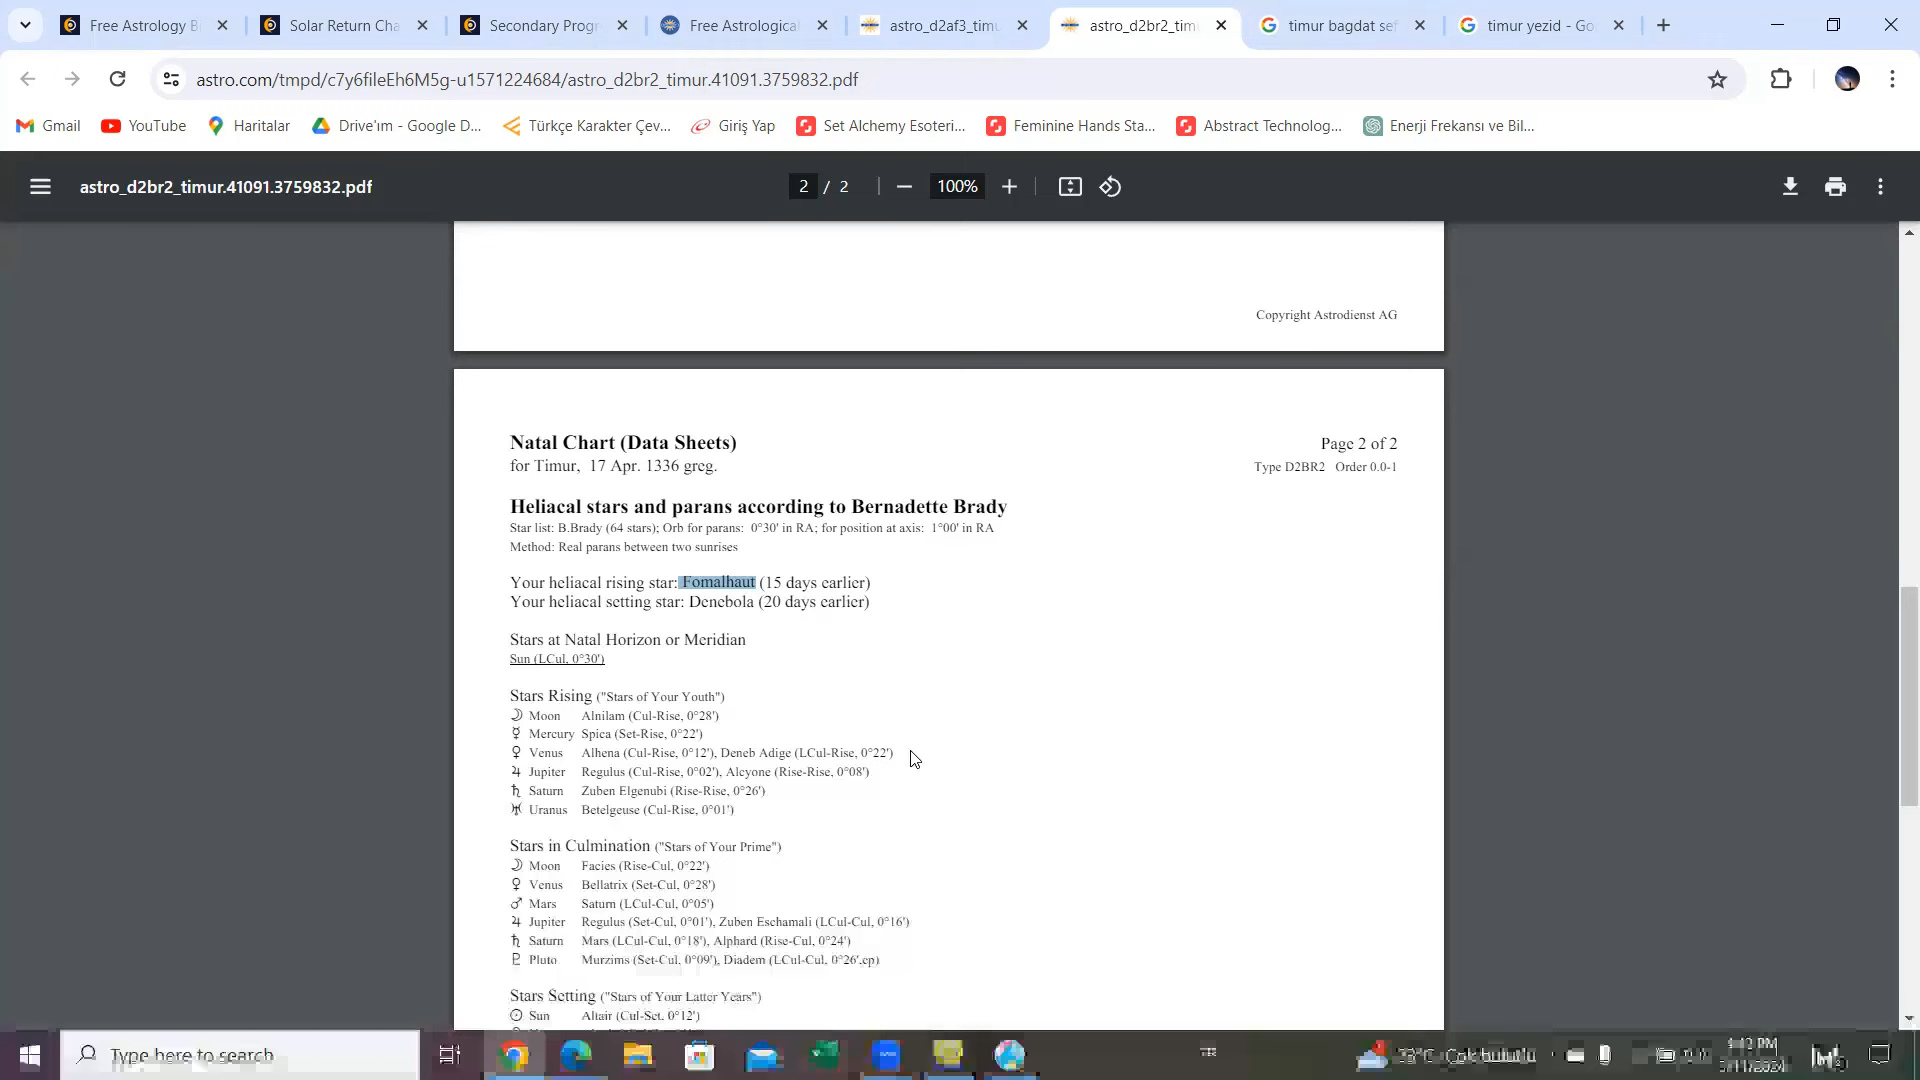 Free Astrology B
Solar Return Cha
Secondary Progr
Free Astrological
astro_d2af3_timu
astro_d2br2_tim
timur bagdat sef
timur yezid - Go
astro.com/tmpd/c7y6fileEh6M5g-u1571224684/astro_d2br2_timur.41091.3759832.pdf
Gmail
YouTube
Haritalar
Drive'ım - Google D...
Türkçe Karakter Çev...
Giriş Yap
Set Alchemy Esoteri...
Feminine Hands Sta...
Abstract Technolog...
Enerji Frekansı ve Bil...
astro_d2br2_timur.41091.3759832.pdf
2 / 2
100%
Copyright Astrodienst AG
Natal Chart (Data Sheets)
Page 2 of 2
for Timur, 17 Apr. 1336 greg.
Type D2BR2 Order 0.0-1
Heliacal stars and parans according to Bernadette Brady
Star list: B.Brady (64 stars); Orb for parans: 0°30' in RA; for position at axis: 1°00' in RA
Method: Real parans between two sunrises
Your heliacal rising star: Fomalhaut (15 days earlier)
Your heliacal setting star: Denebola (20 days earlier)
Stars at Natal Horizon or Meridian
Sun (LCul, 0°30')
Stars Rising ("Stars of Your Youth")
☽ Moon Alnilam (Cul-Rise, 0°28')
☿ Mercury Spica (Set-Rise, 0°22')
♀ Venus Alhena (Cul-Rise, 0°12'), Deneb Adige (LCul-Rise, 0°22')
♃ Jupiter Regulus (Cul-Rise, 0°02'), Alcyone (Rise-Rise, 0°08')
♄ Saturn Zuben Elgenubi (Rise-Rise, 0°26')
♅ Uranus Betelgeuse (Cul-Rise, 0°01')
Stars in Culmination ("Stars of Your Prime")
☽ Moon Facies (Rise-Cul, 0°22')
♀ Venus Bellatrix (Set-Cul, 0°28')
♂ Mars Saturn (LCul-Cul, 0°05')
♃ Jupiter Regulus (Set-Cul, 0°01'), Zuben Eschamali (LCul-Cul, 0°16')
♄ Saturn Mars (LCul-Cul, 0°18'), Alphard (Rise-Cul, 0°24')
♇ Pluto Murzims (Set-Cul, 0°09'), Diadem (LCul-Cul, 0°26',cp)
Stars Setting ("Stars of Your Latter Years")
☉ Sun Altair (Cul-Set, 0°12')
Type here to search
Çok bulutlu